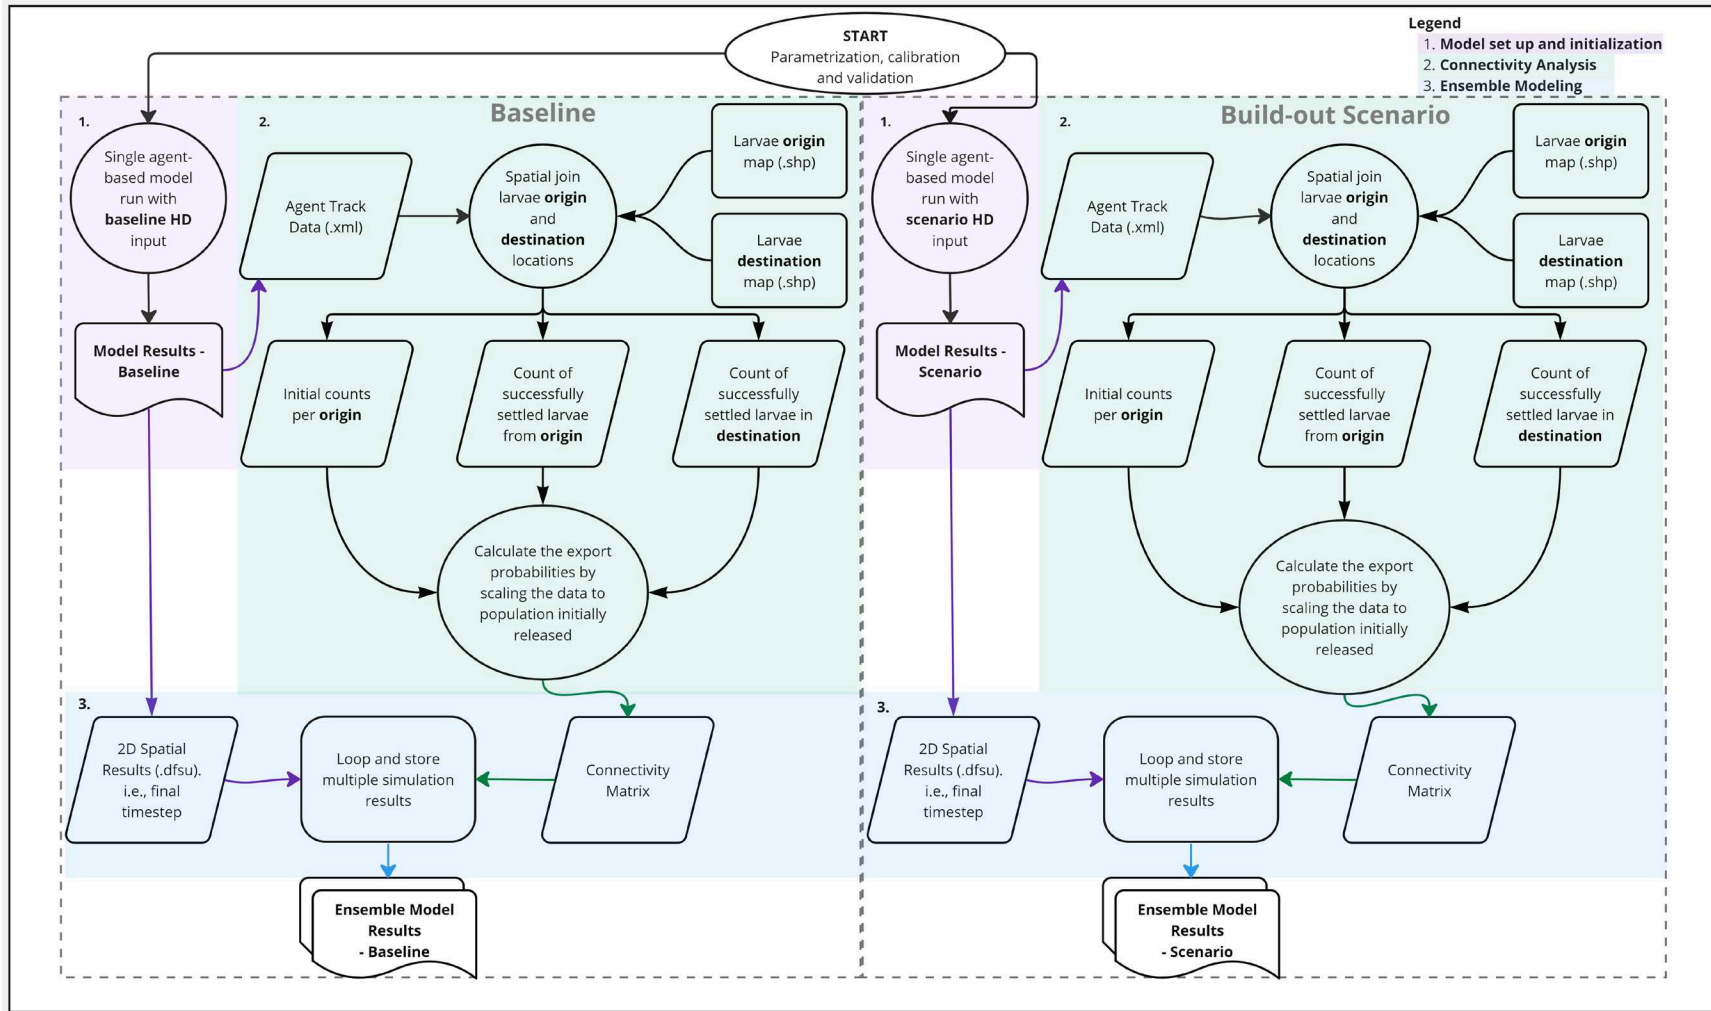 START
Parametrization, calibration
and validation
Legend
1. Model set up and initialization
2. Connectivity Analysis
3. Ensemble Modeling
Baseline
1.
Single agent-
based model
run with
baseline HD
input
Model Results -
Baseline
2.
Agent Track
Data (.xml)
Spatial join
larvae origin
and
destination
locations
Larvae origin
map (.shp)
Larvae
destination
map (.shp)
Initial counts
per origin
Count of
successfully
settled larvae
from origin
Count of
successfully
settled larvae in
destination
Calculate the export
probabilities by
scaling the data to
population initially
released
3.
2D Spatial
Results (.dfsu).
i.e., final
timestep
Loop and store
multiple simulation
results
Connectivity
Matrix
Ensemble Model
Results
- Baseline
Build-out Scenario
1.
Single agent-
based model
run with
scenario HD
input
Model Results -
Scenario
2.
Agent Track
Data (.xml)
Spatial join
larvae origin
and
destination
locations
Larvae origin
map (.shp)
Larvae
destination
map (.shp)
Initial counts
per origin
Count of
successfully
settled larvae
from origin
Count of
successfully
settled larvae in
destination
Calculate the export
probabilities by
scaling the data to
population initially
released
3.
2D Spatial
Results (.dfsu).
i.e., final
timestep
Loop and store
multiple simulation
results
Connectivity
Matrix
Ensemble Model
Results
- Scenario